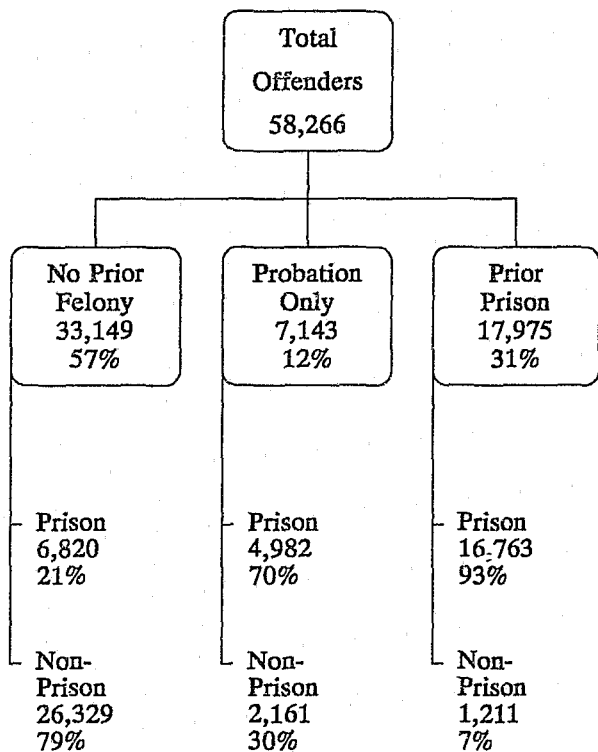 Total
Offenders
58,266
No Prior
Felony
33,149
57%
Probation
Only
7,143
12%
Prior
Prison
17,975
31%
Prison
6,820
21%
Prison
4,982
70%
Prison
16,763
93%
Non-
Prison
26,329
79%
Non-
Prison
2,161
30%
Non-
Prison
1,211
7%